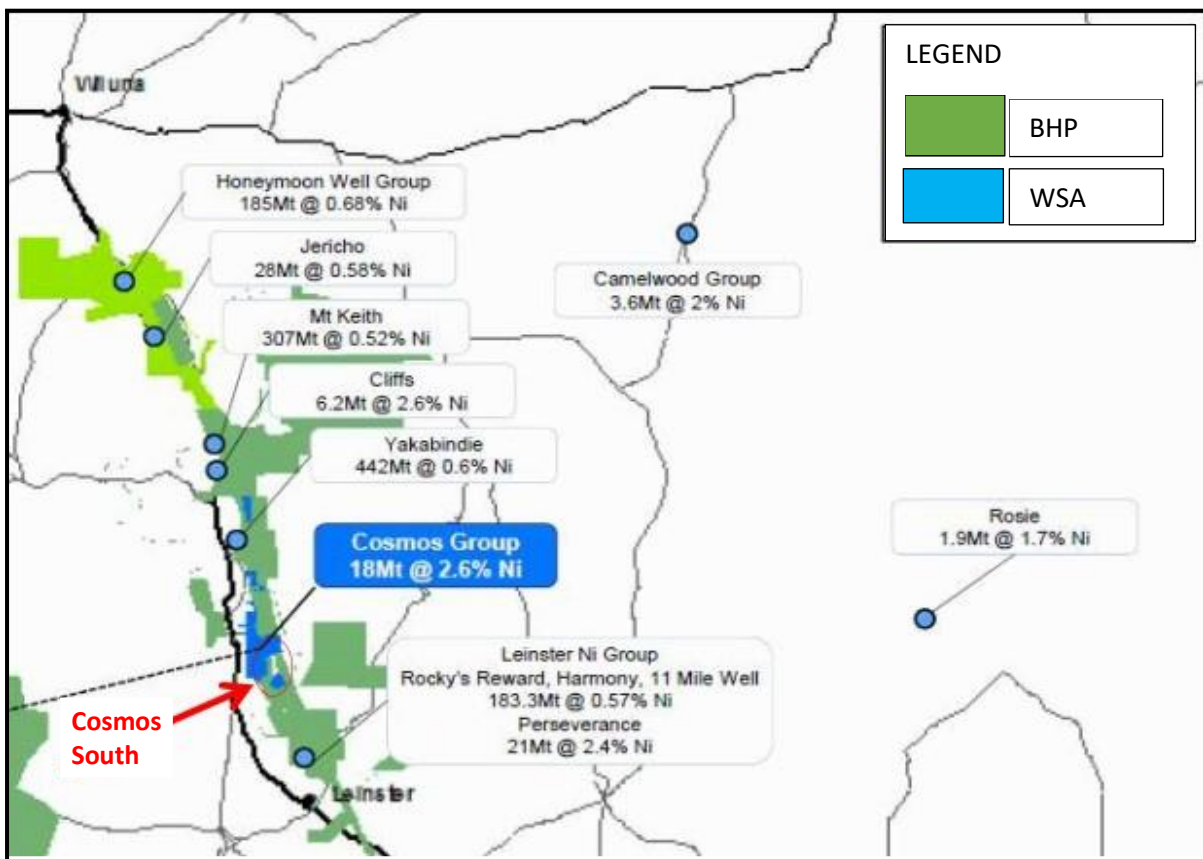 LEGEND
BHP
WSA
Wiluna
Honeymoon Well Group
185Mt @ 0.68% Ni
Jericho
28Mt @ 0.58% Ni
Mt Keith
307Mt @ 0.52% Ni
Cliffs
6.2Mt @ 2.6% Ni
Yakabindie
442Mt @ 0.6% Ni
Camelwood Group
3.6Mt @ 2% Ni
Cosmos Group
18Mt @ 2.6% Ni
Rosie
1.9Mt @ 1.7% Ni
Leinster Ni Group
Rocky's Reward, Harmony, 11 Mile Well
183.3Mt @ 0.57% Ni
Perseverance
21Mt @ 2.4% Ni
Cosmos
South
Leinster